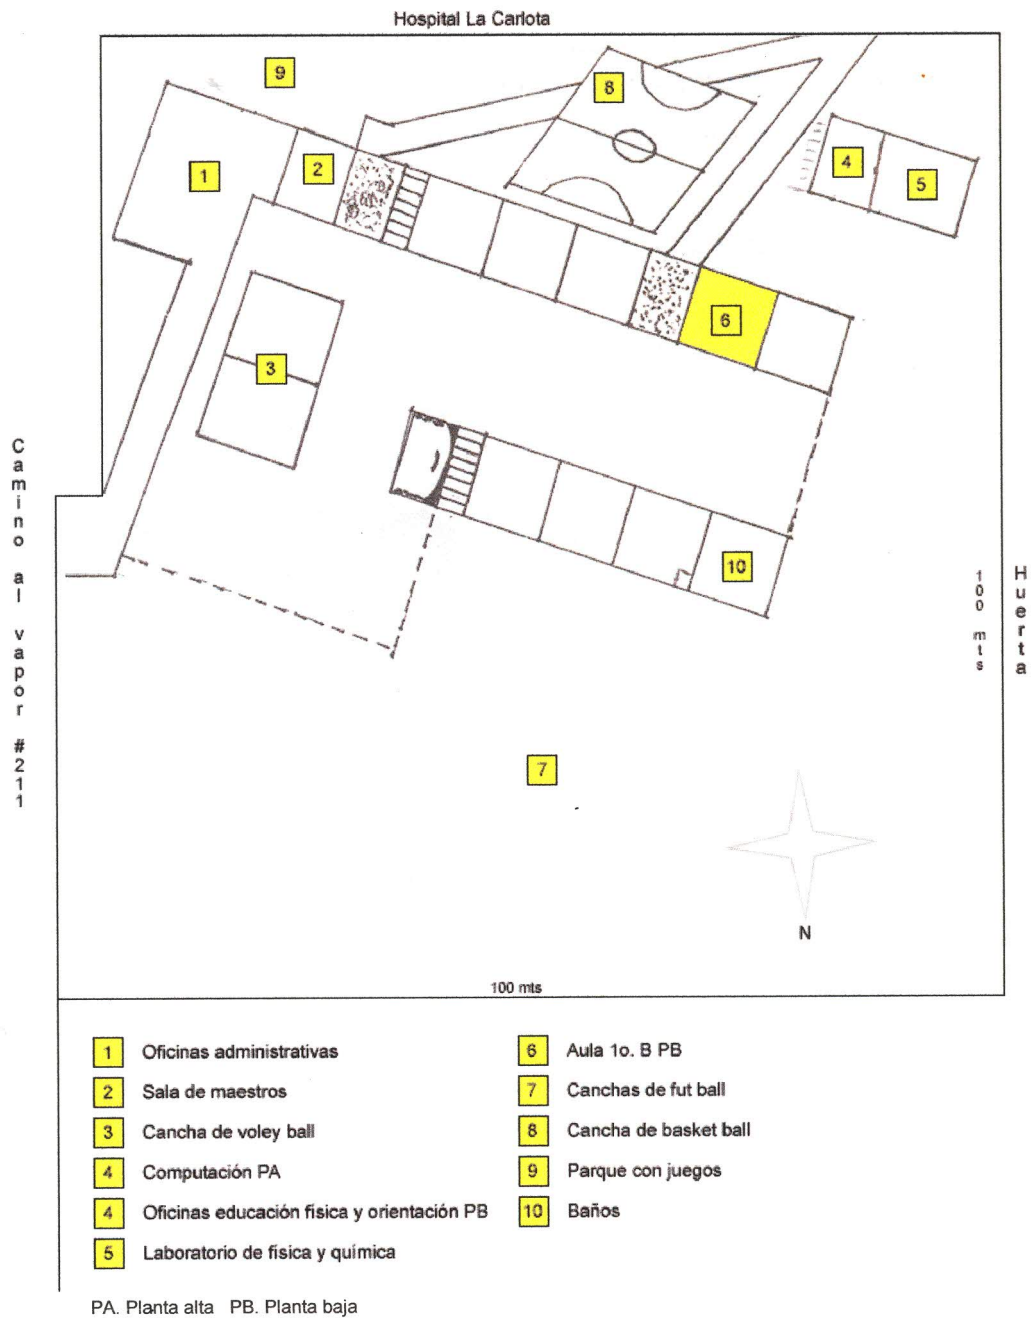 Hospital La Carlota
9
8
1
2
4
5
6
3
Camino al vapor #211
10
100 mts
Huerta
7
N
100 mts
1 Oficinas administrativas
2 Sala de maestros
3 Cancha de voley ball
4 Computación PA
4 Oficinas educación física y orientación PB
5 Laboratorio de física y química
6 Aula 1o. B PB
7 Canchas de fut ball
8 Cancha de basket ball
9 Parque con juegos
10 Baños
PA. Planta alta PB. Planta baja